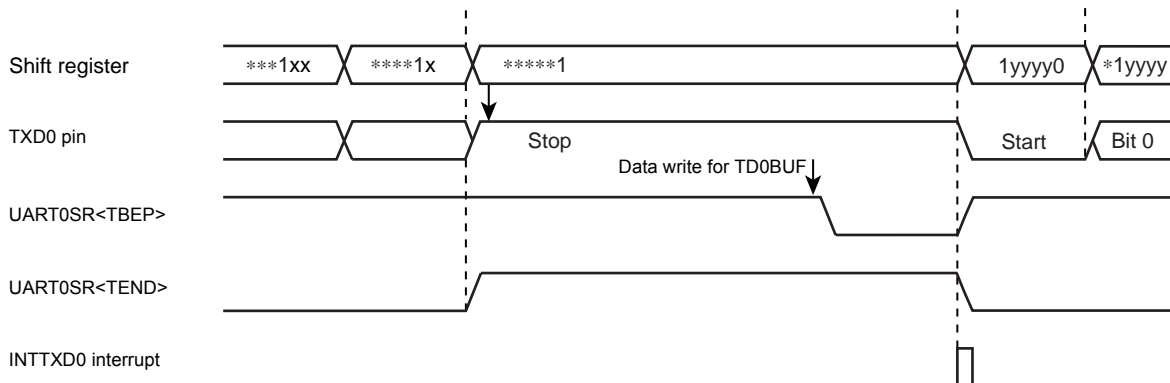 Shift register ***1xx ****1x *****1 1yyyy0 *1yyyy
TXD0 pin Stop Start Bit 0
Data write for TD0BUF
UART0SR<TBEP>
UART0SR<TEND>
INTTXD0 interrupt